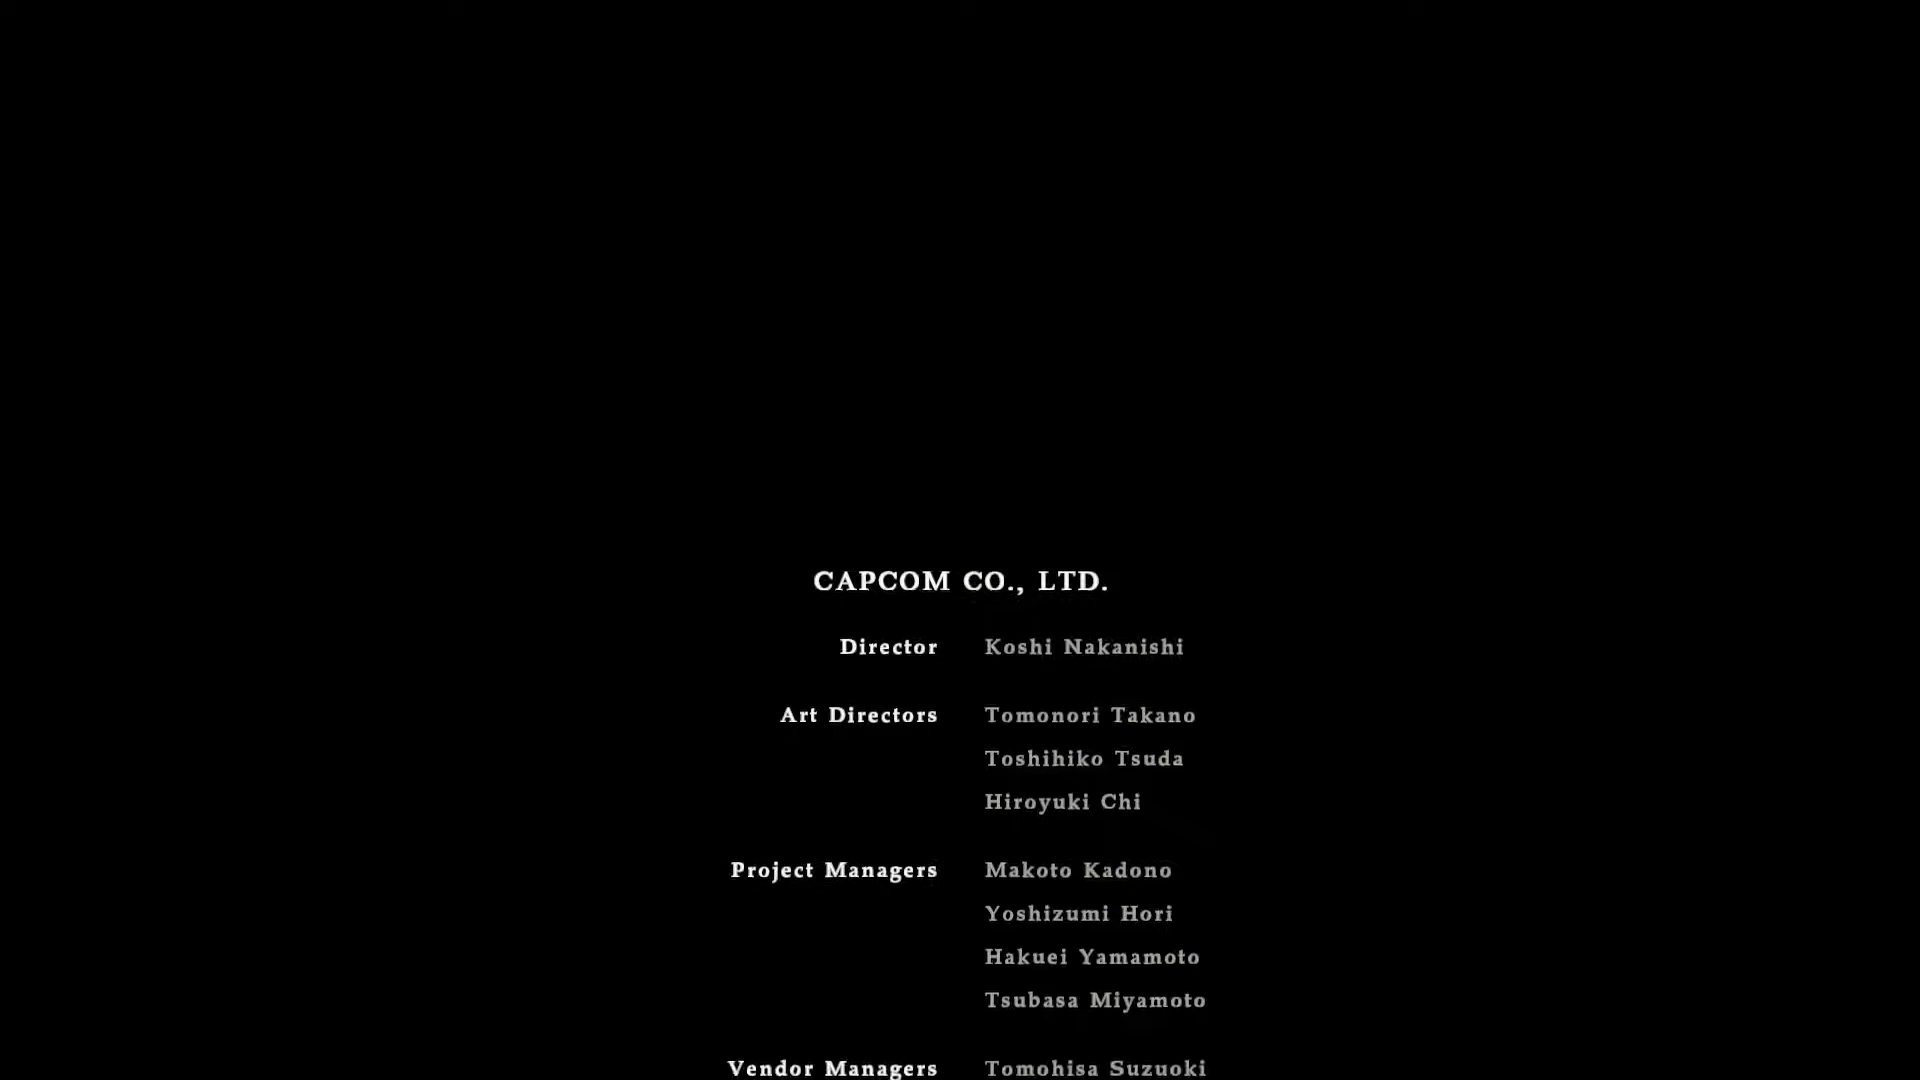 CAPCOM CO., LTD.
Director Koshi Nakanishi
Art Directors Tomonori Takano
Toshihiko Tsuda
Hiroyuki Chi
Project Managers Makoto Kadono
Yoshizumi Hori
Hakuei Yamamoto
Tsubasa Miyamoto
Vendor Managers Tomohisa Suzuoki